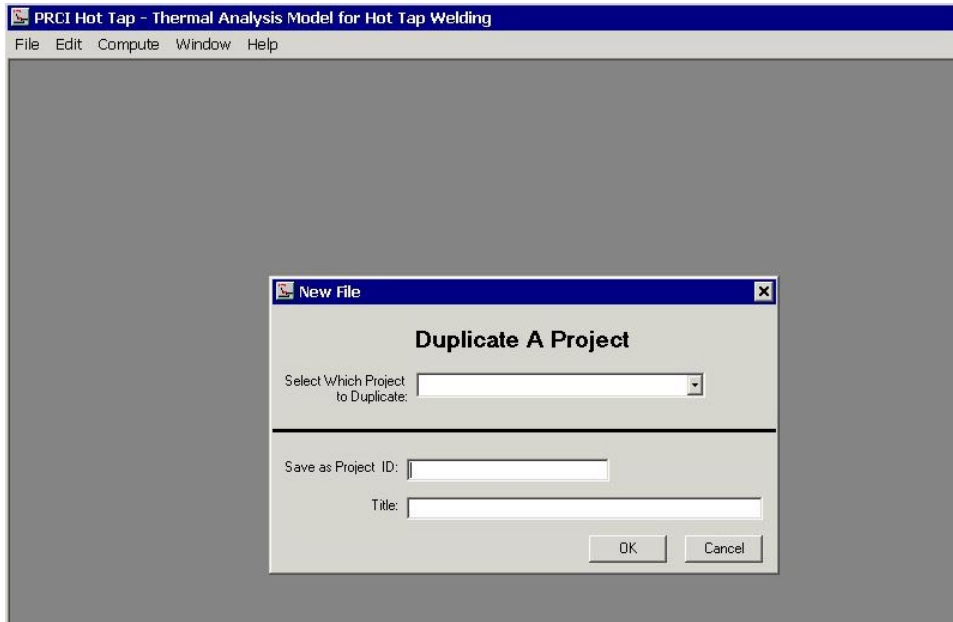 PRCI Hot Tap - Thermal Analysis Model for Hot Tap Welding
File Edit Compute Window Help
New File
Duplicate A Project
Select Which Project
to Duplicate:
Save as Project ID:
Title:
OK Cancel